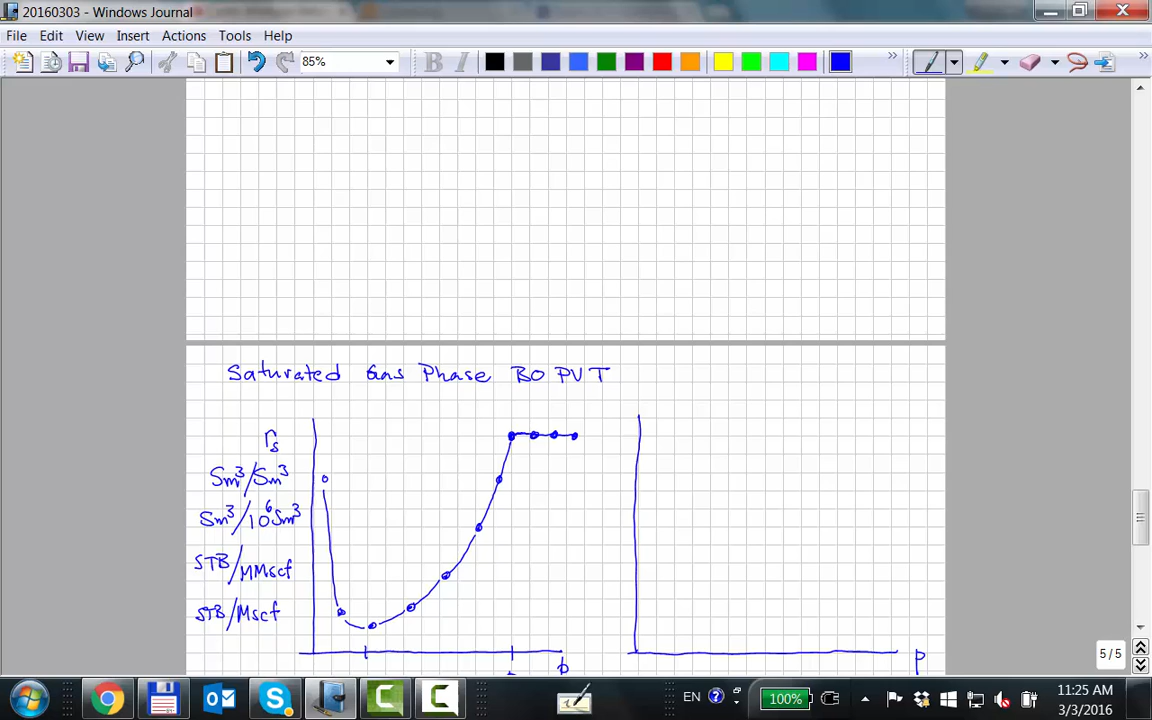 20160303 - Windows Journal
File Edit View Insert Actions Tools Help
85%
B I
Saturated Gas Phase BO PVT
rs
Sm³/Sm³
Sm³/10⁶Sm³
STB/MMscf
STB/Mscf
p
p
5 / 5
EN
100%
11:25 AM
3/3/2016